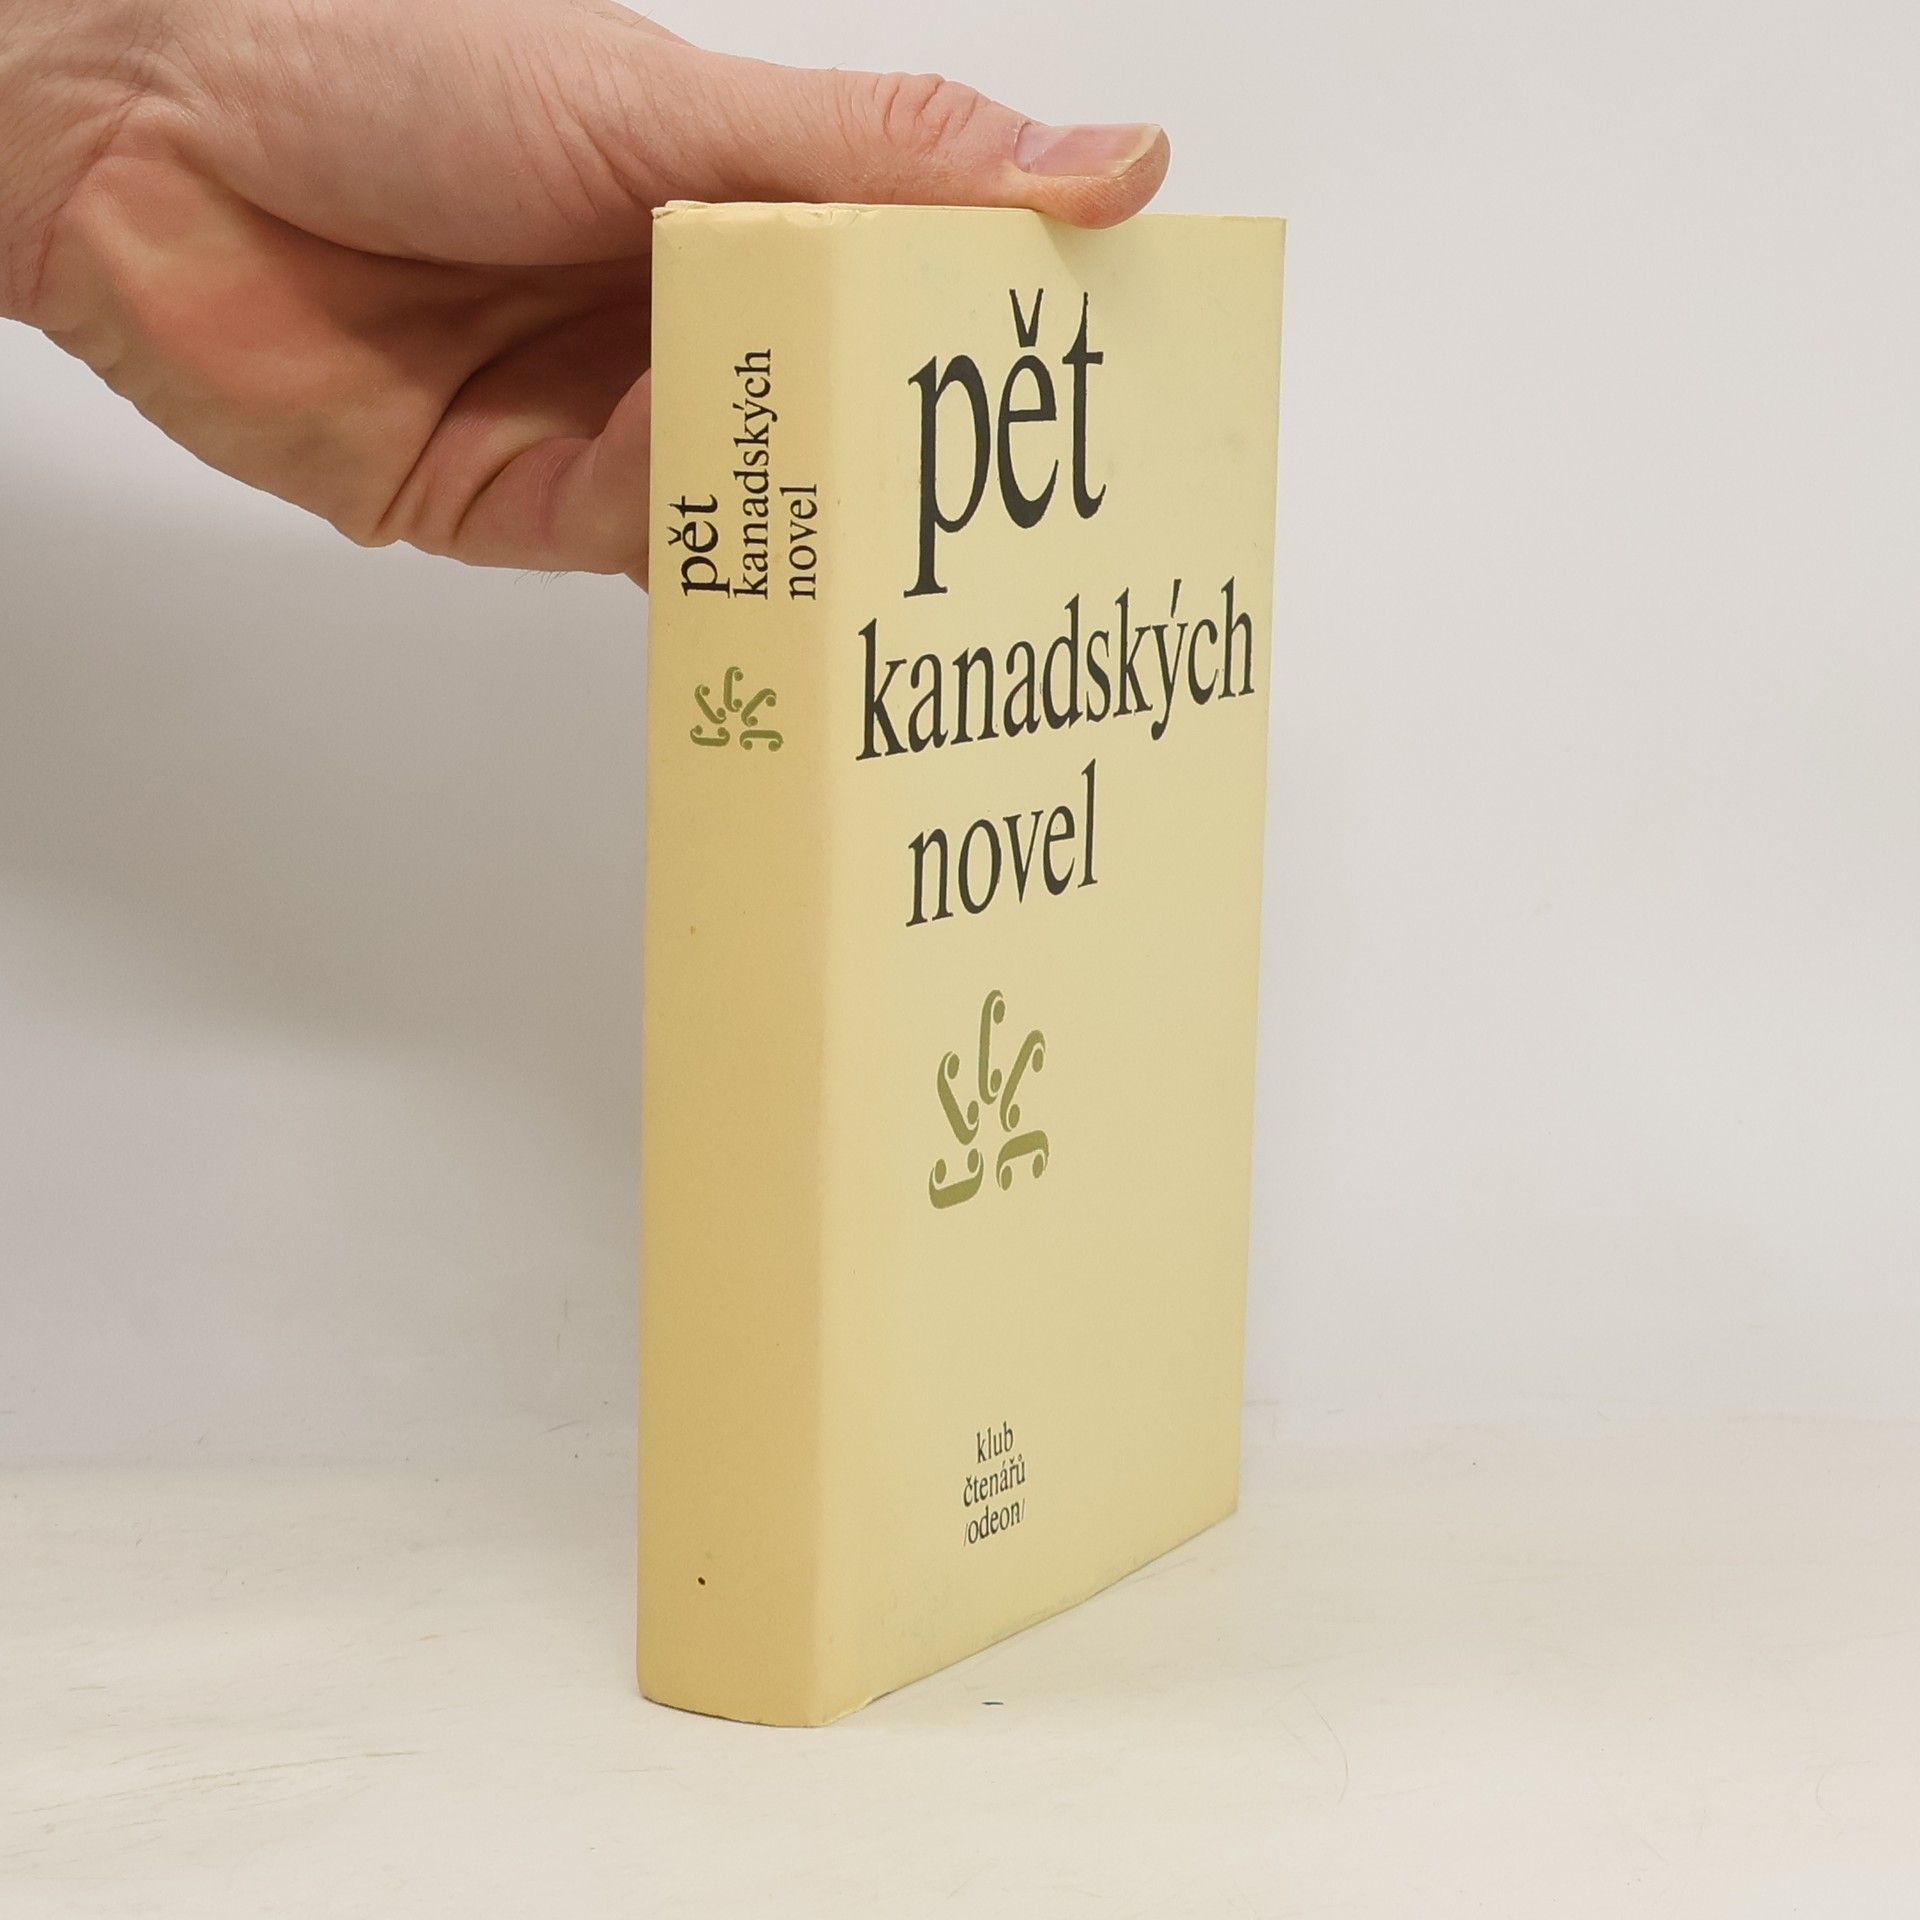 pět
kanadských
novel
pět
kanadských
novel
klub
čtenářů
/odeon/